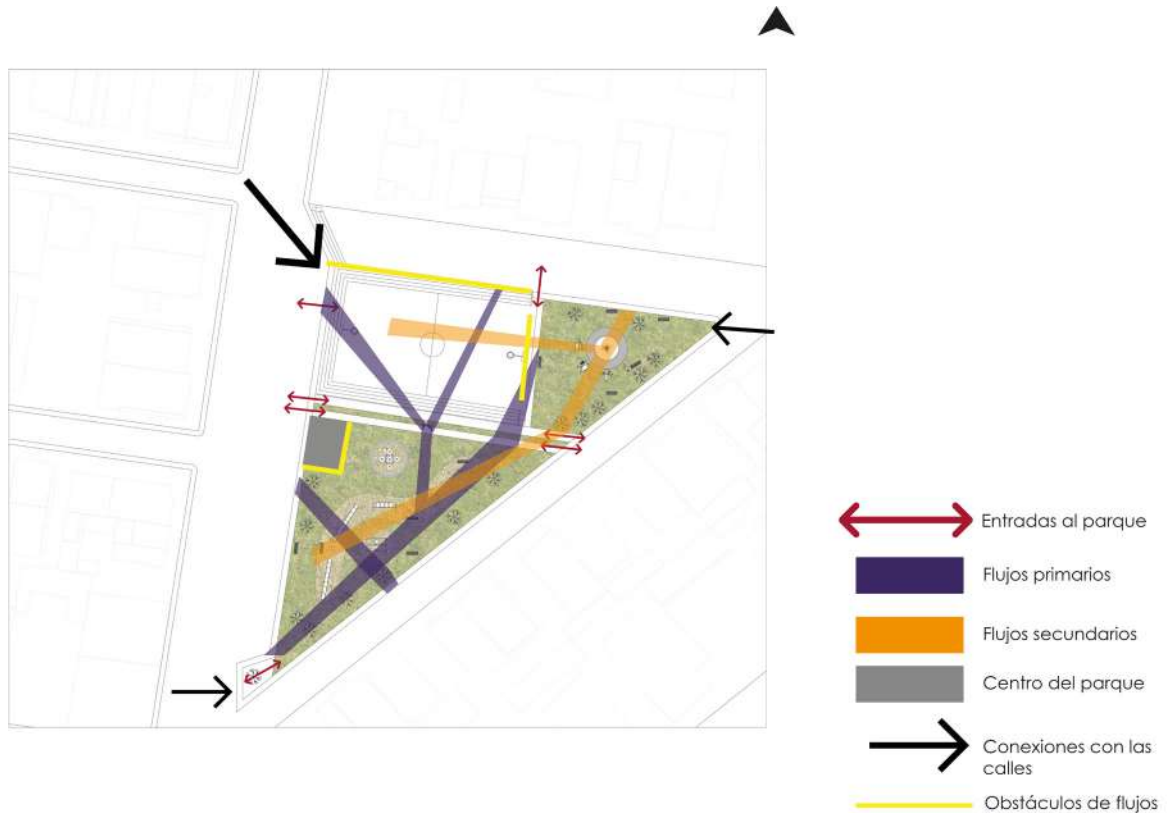 Entradas al parque
Flujos primarios
Flujos secundarios
Centro del parque
Conexiones con las
calles
Obstáculos de flujos